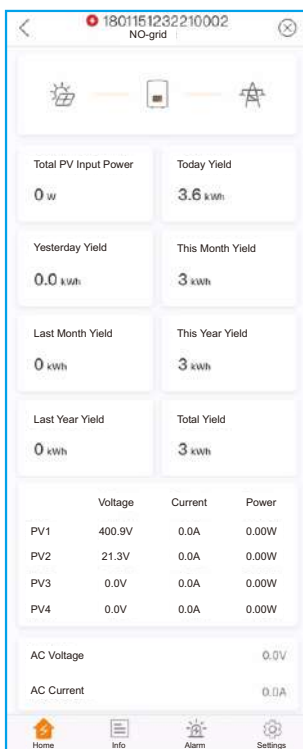 1801151232210002
NO-grid
Total PV Input Power
Today Yield
0 w
3.6 kWh
Yesterday Yield
This Month Yield
0.0 kWh
3 kWh
Last Month Yield
This Year Yield
0 kWh
3 kWh
Last Year Yield
Total Yield
0 kWh
3 kWh
Voltage Current Power
PV1 400.9V 0.0A 0.00W
PV2 21.3V 0.0A 0.00W
PV3 0.0V 0.0A 0.00W
PV4 0.0V 0.0A 0.00W
AC Voltage 0.0V
AC Current 0.0A
Home Info Alarm Settings